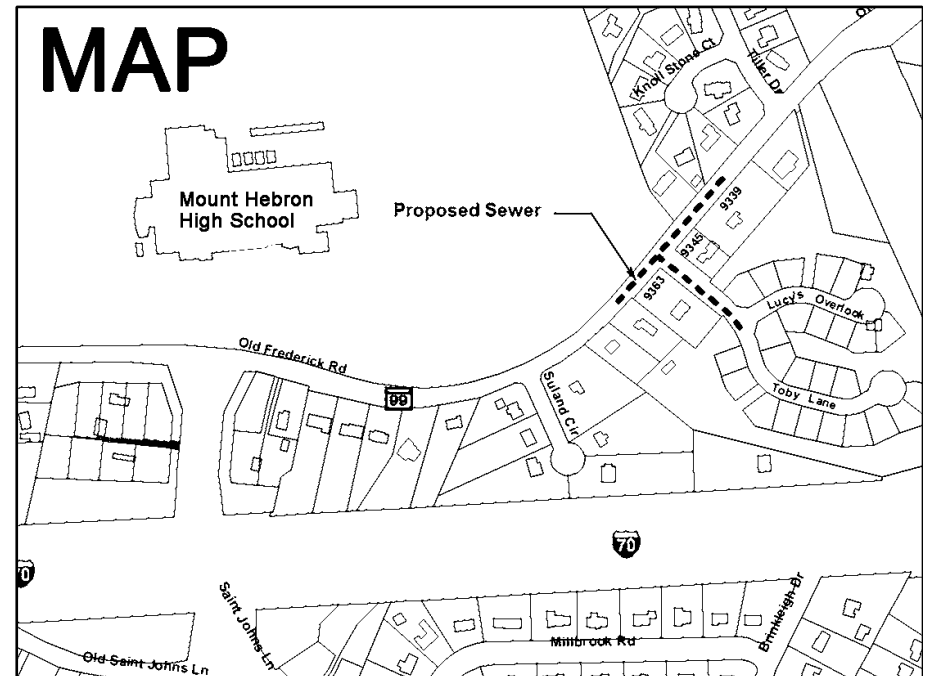 MAP
Knoll Stone Ct
Tiller Dr
Mount Hebron
High School
Proposed Sewer
9339
9345
9363
Lucy's Overlook
Old Frederick Rd
99
Suland Cir
Toby Lane
70
70
Saint Johns Ln
Old Saint Johns Ln
Millbrook Rd
Brinkleigh Dr